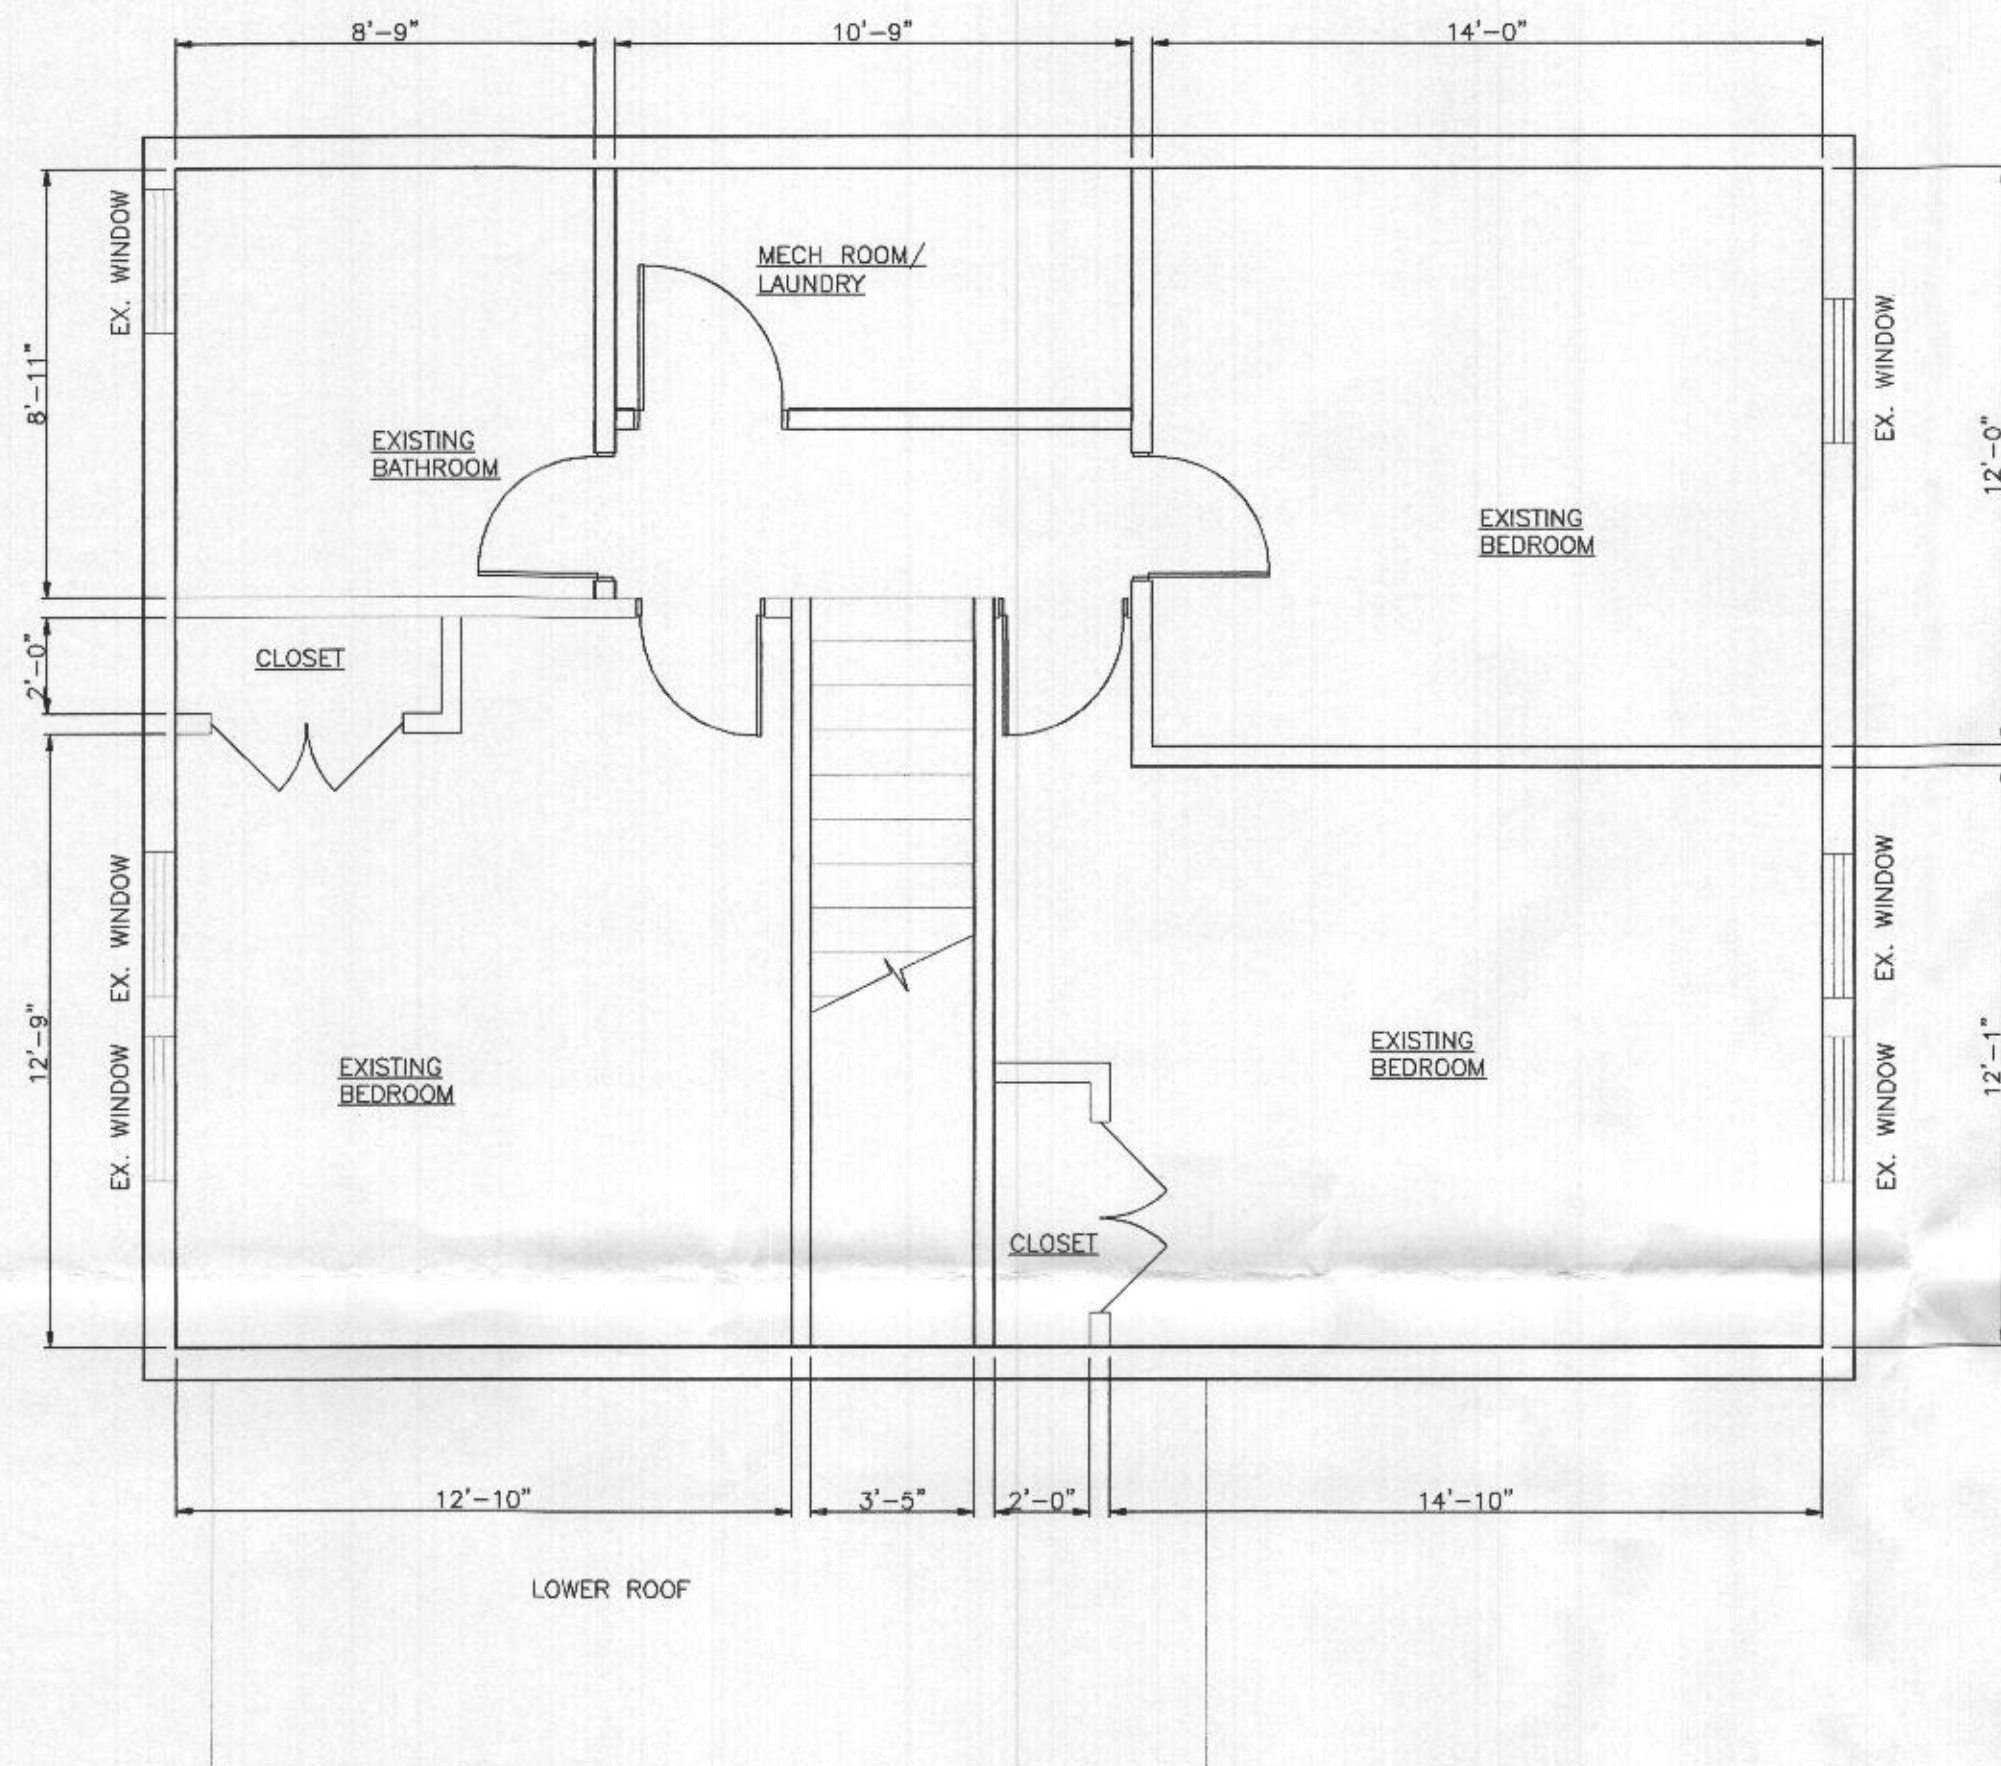 8'-9"
10'-9"
14'-0"
EX. WINDOW
MECH ROOM/
LAUNDRY
EX. WINDOW
8'-11"
EXISTING
BATHROOM
12'-0"
EXISTING
BEDROOM
CLOSET
2'-0"
EX. WINDOW
EX. WINDOW
12'-9"
EXISTING
BEDROOM
EXISTING
BEDROOM
12'-1"
EX. WINDOW
EX. WINDOW
CLOSET
12'-10"
3'-5"
2'-0"
14'-10"
LOWER ROOF